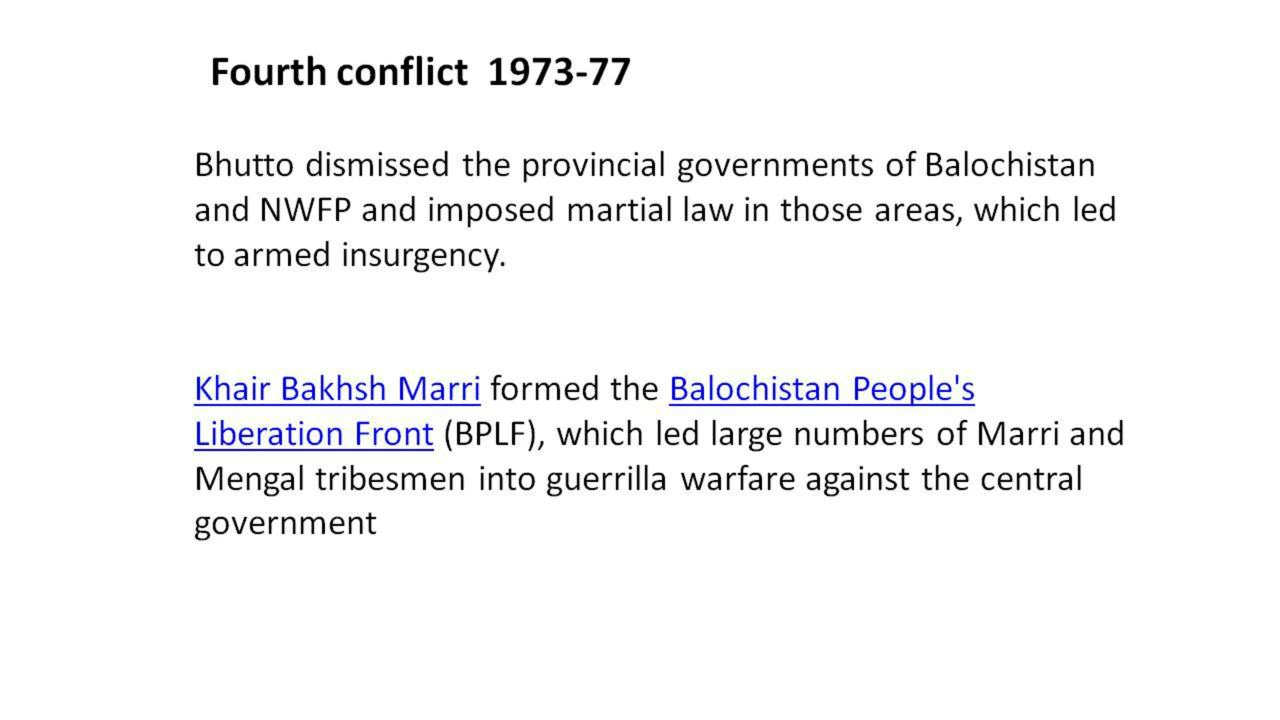 Fourth conflict 1973-77
Bhutto dismissed the provincial governments of Balochistan
and NWFP and imposed martial law in those areas, which led
to armed insurgency.
Khair Bakhsh Marri formed the Balochistan People's
Liberation Front (BPLF), which led large numbers of Marri and
Mengal tribesmen into guerrilla warfare against the central
government